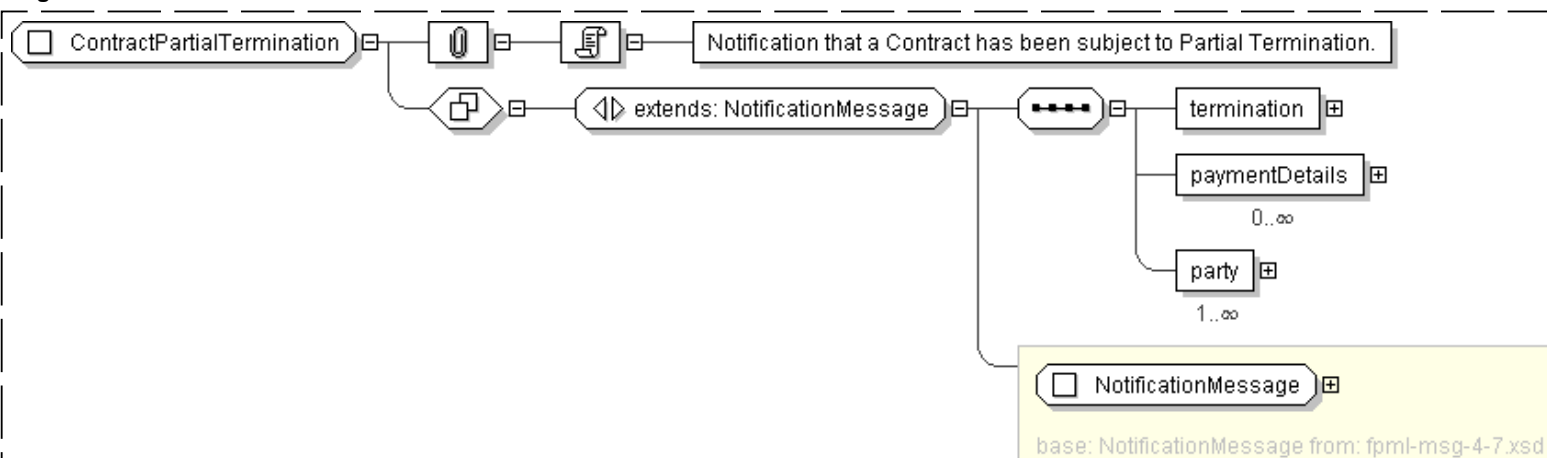 ContractPartialTermination
Notification that a Contract has been subject to Partial Termination.
extends: NotificationMessage
termination
paymentDetails
0..∞
party
1..∞
NotificationMessage
base: NotificationMessage from: fpml-msg-4-7.xsd